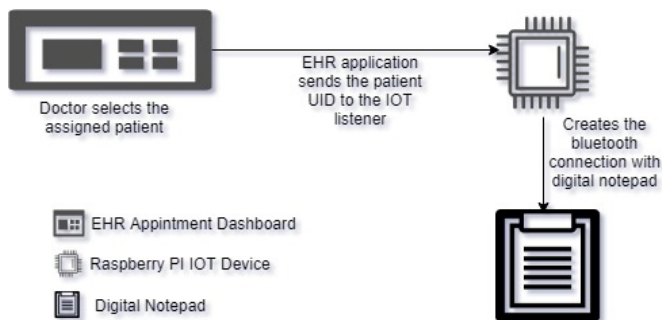 Doctor selects the
assigned patient
EHR application
sends the patient
UID to the IOT
listener
Creates the
bluetooth
connection with
digital notepad
EHR Appintment Dashboard
Raspberry PI IOT Device
Digital Notepad